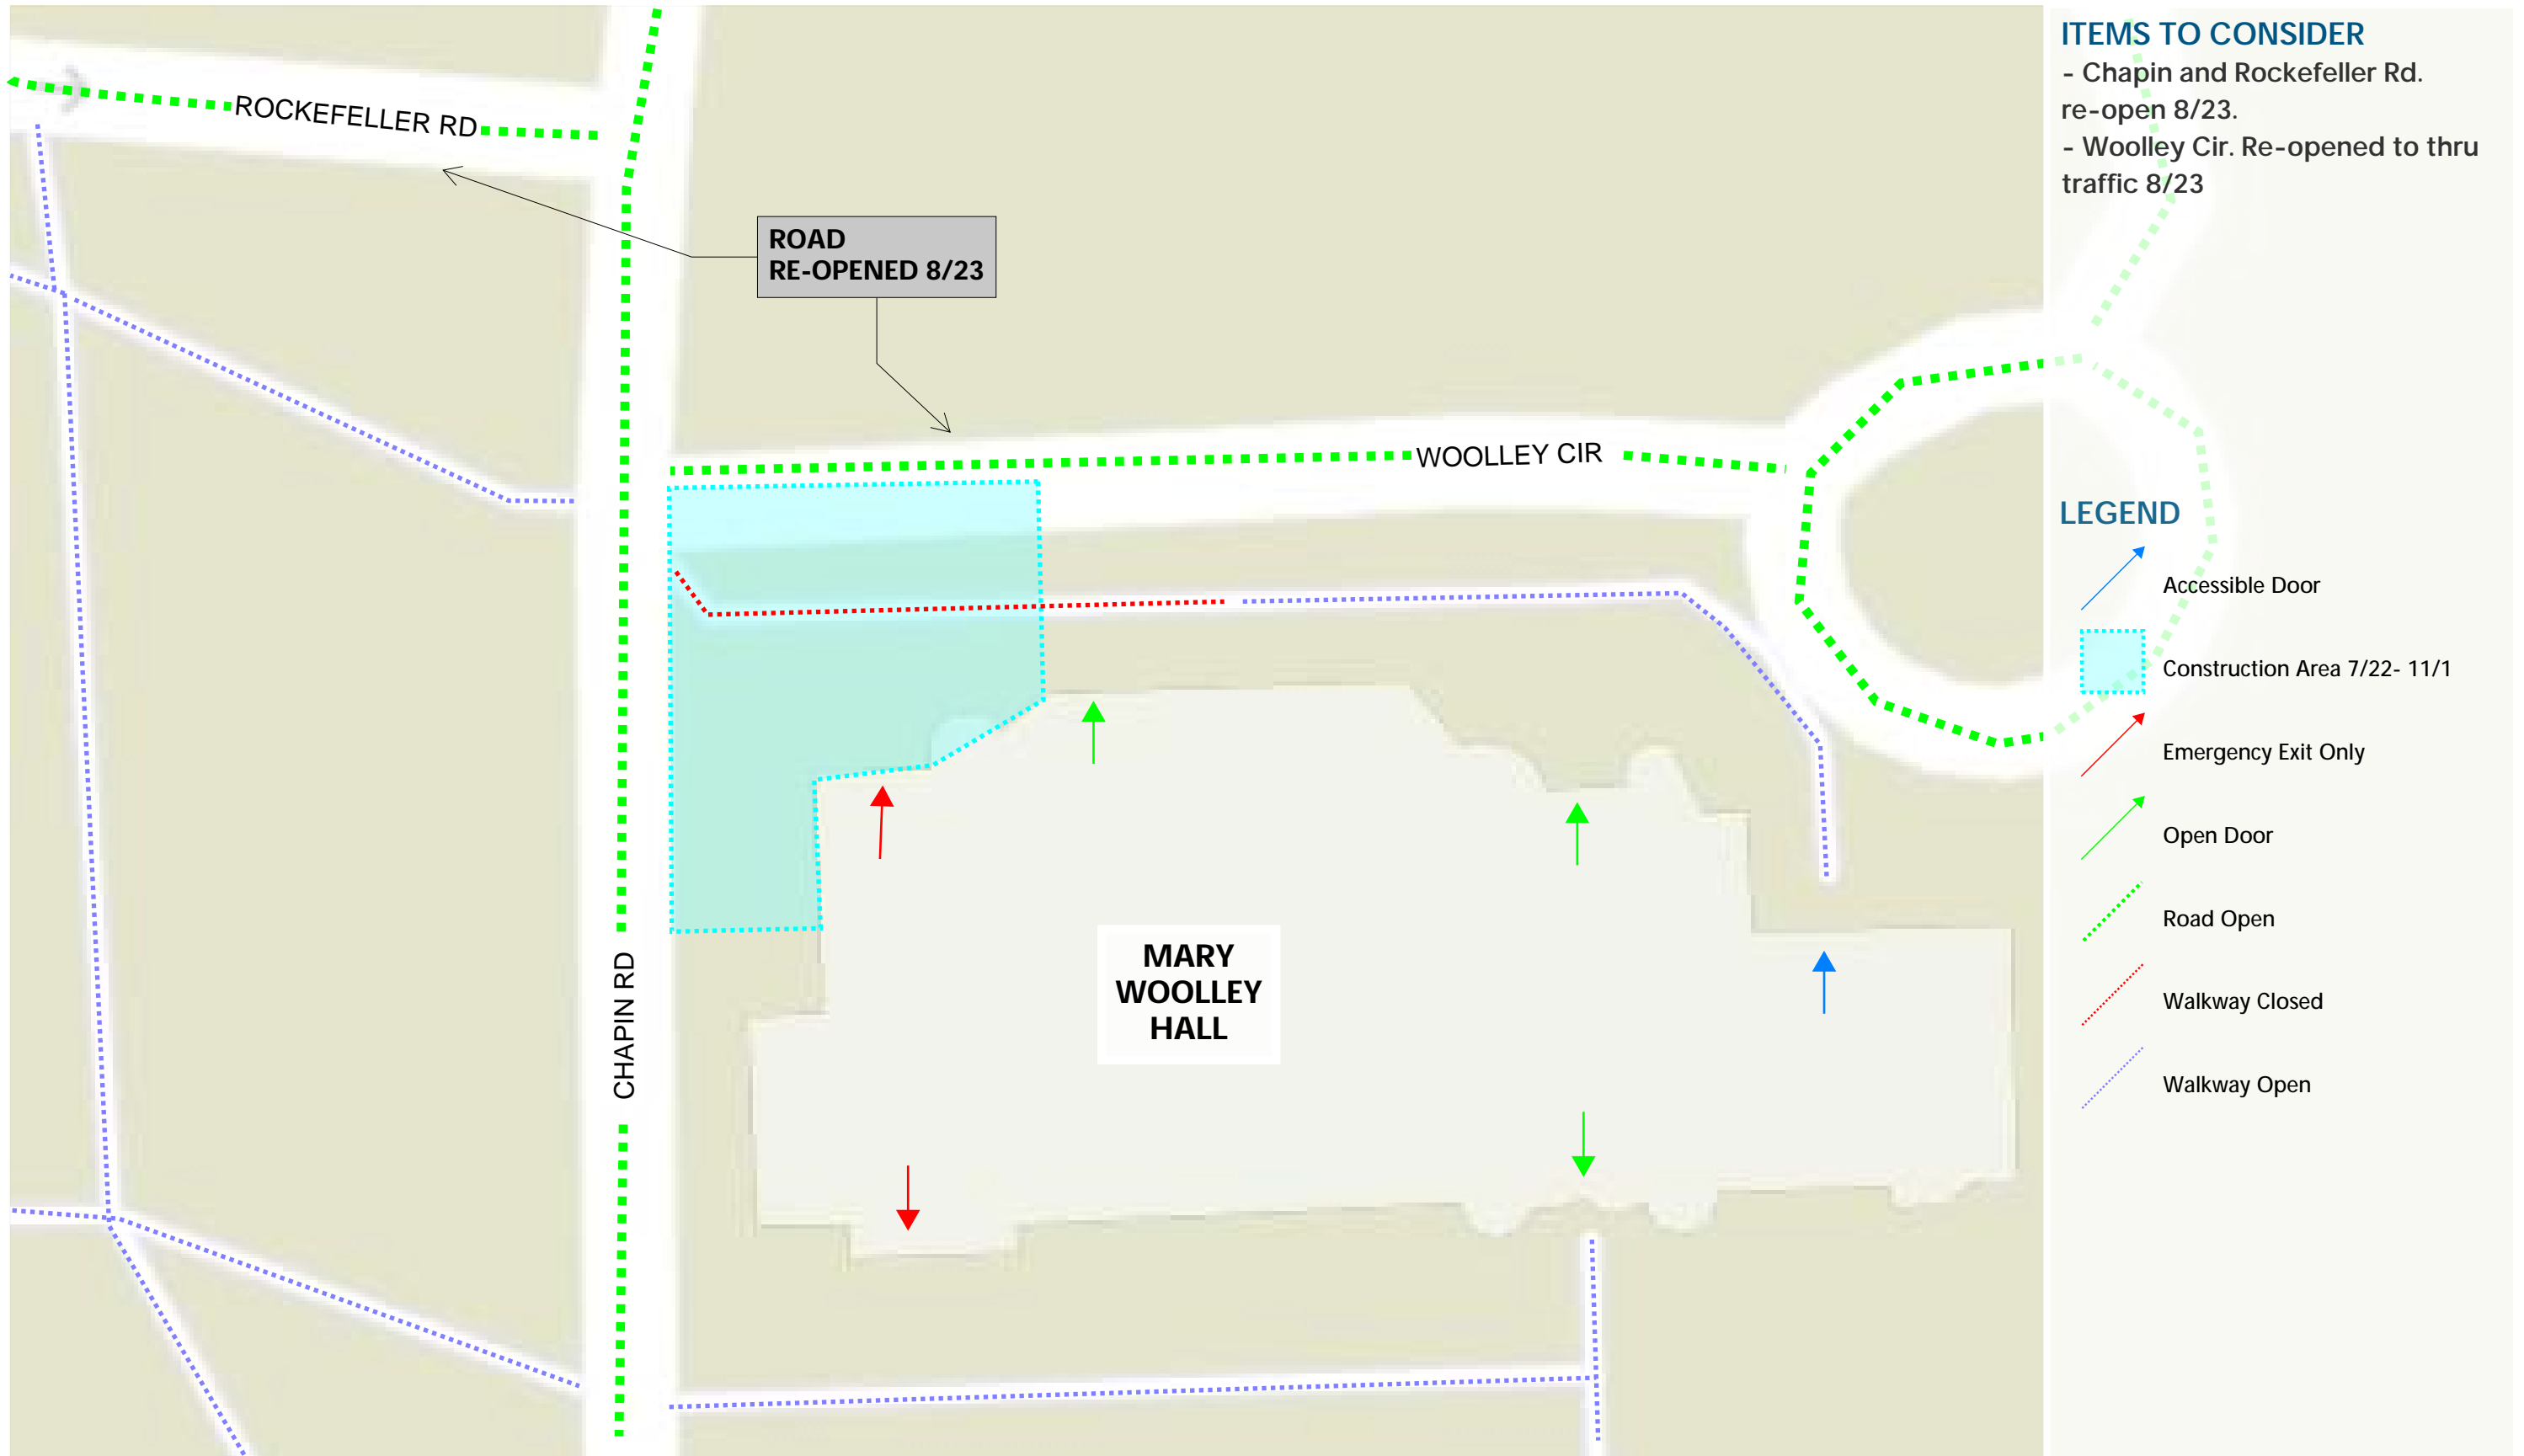 ITEMS TO CONSIDER
- Chapin and Rockefeller Rd.
re-open 8/23.
- Woolley Cir. Re-opened to thru
traffic 8/23
ROCKEFELLER RD
ROAD
RE-OPENED 8/23
WOOLLEY CIR
CHAPIN RD
MARY
WOOLLEY
HALL
LEGEND
Accessible Door
Construction Area 7/22- 11/1
Emergency Exit Only
Open Door
Road Open
Walkway Closed
Walkway Open